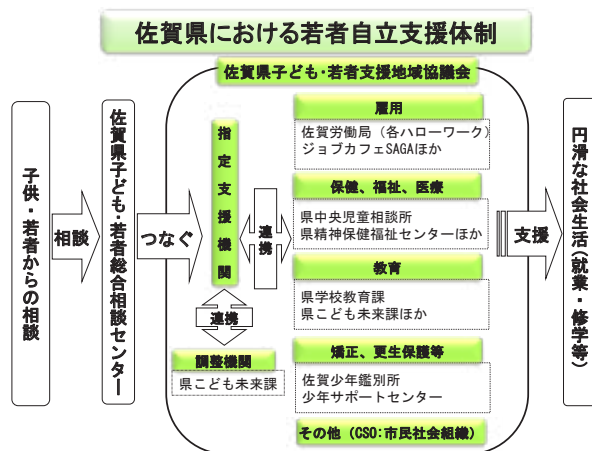 佐賀県における若者自立支援体制
佐賀県子ども・若者支援地域協議会
子供・若者からの相談
相談
佐賀県子ども・若者総合相談センター
つなぐ
指定支援機関
連携
連携
調整機関
県こども未来課
雇用
佐賀労働局（各ハローワーク）
ジョブカフェSAGAほか
保健、福祉、医療
県中央児童相談所
県精神保健福祉センターほか
教育
県学校教育課
県こども未来課ほか
矯正、更生保護等
佐賀少年鑑別所
少年サポートセンター
その他（CSO：市民社会組織）
支援
円滑な社会生活（就業・修学等）